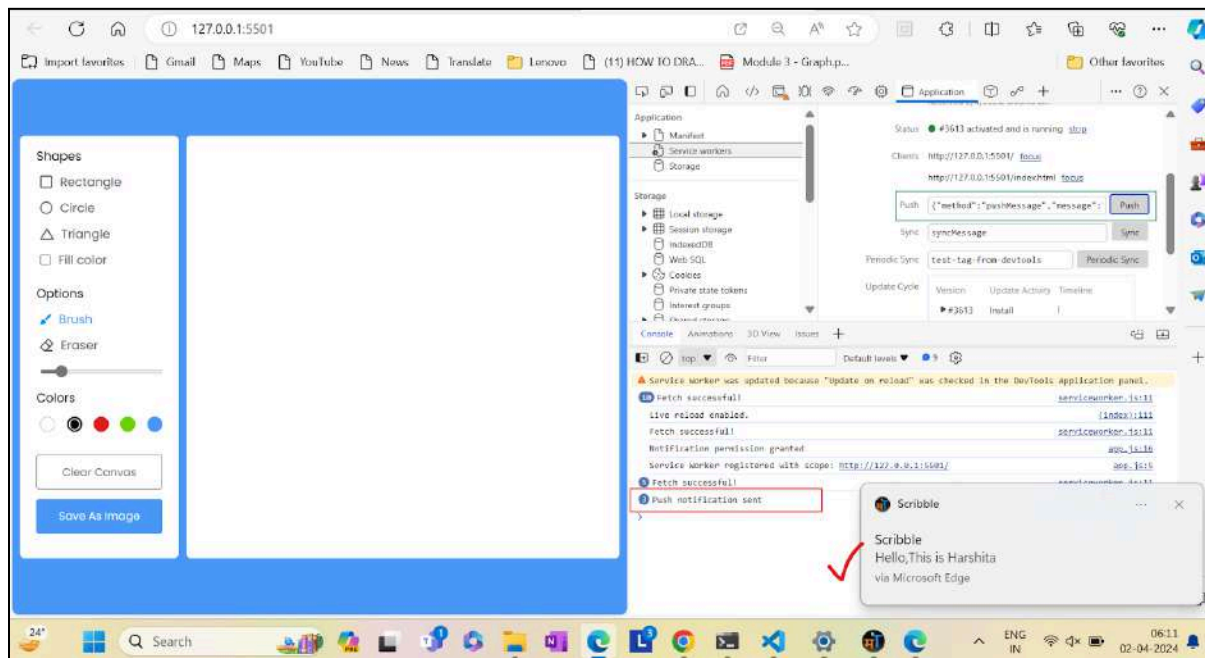 127.0.0.1:5501
Import favorites
Gmail
Maps
YouTube
News
Translate
Lenovo
(11) HOW TO DRA...
Module 3 - Graph.p...
Other favorites
Shapes
Rectangle
Circle
Triangle
Fill color
Options
Brush
Eraser
Colors
Clear Canvas
Save As Image
Application
Application
Manifest
Service workers
Storage
Storage
Local storage
Session storage
IndexedDB
Web SQL
Cookies
Private state tokens
Interest groups
Status #3613 activated and is running stop
Clients http://127.0.0.1:5501/ focus
http://127.0.0.1:5501/index.html focus
Push {"method":"pushMessage","message": Push
Sync syncMessage Sync
Periodic Sync test-tag-from-devtools Periodic Sync
Update Cycle Version Update Activity Timeline
#3613 Install
Console Animations 3D View Issues
top Filter Default levels 9
Service worker was updated because "Update on reload" was checked in the DevTools Application panel.
Fetch successful! serviceworker.js:11
Live reload enabled. (index):111
Fetch successful! serviceworker.js:11
Notification permission granted. app.js:16
Service Worker registered with scope: http://127.0.0.1:5501/ app.js:6
Fetch successful!
Push notification sent
Scribble
Scribble
Hello,This is Harshita
via Microsoft Edge
24°
Search
ENG
IN
06:11
02-04-2024